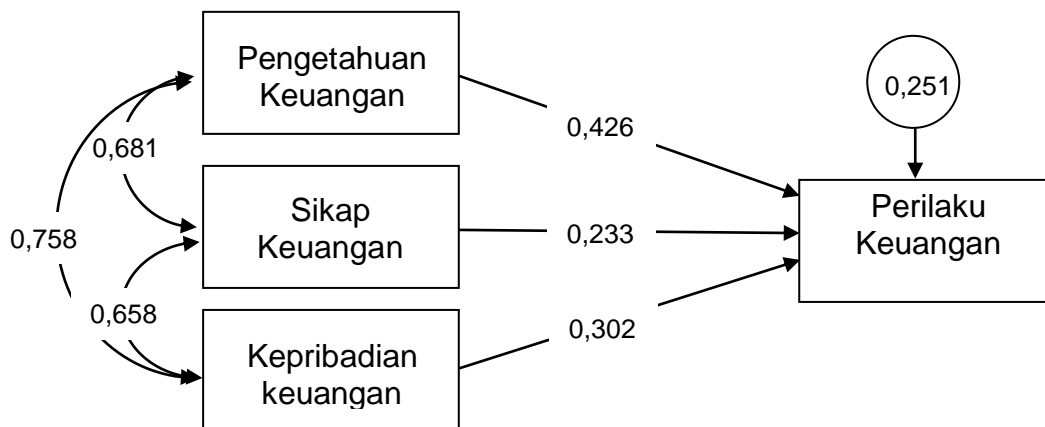 Pengetahuan
Keuangan
0,251
0,426
0,681
Sikap
Keuangan
Perilaku
Keuangan
0,758
0,233
0,658
0,302
Kepribadian
keuangan